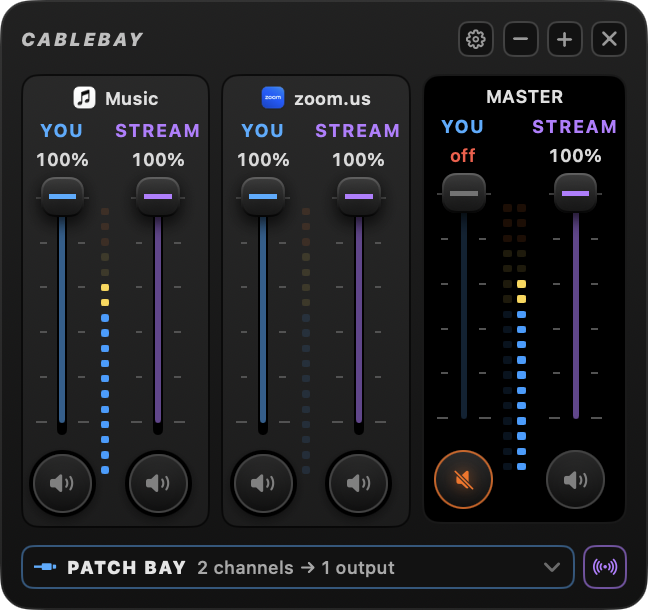 CABLEBAY
Music
YOU STREAM
100% 100%
zoom
zoom.us
YOU STREAM
100% 100%
MASTER
YOU STREAM
off 100%
PATCH BAY 2 channels → 1 output